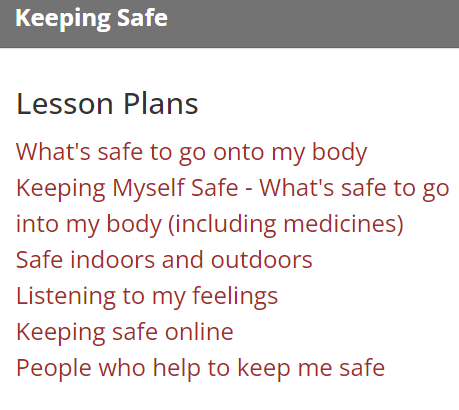 Keeping Safe
Lesson Plans
What's safe to go onto my body
Keeping Myself Safe - What's safe to go
into my body (including medicines)
Safe indoors and outdoors
Listening to my feelings
Keeping safe online
People who help to keep me safe